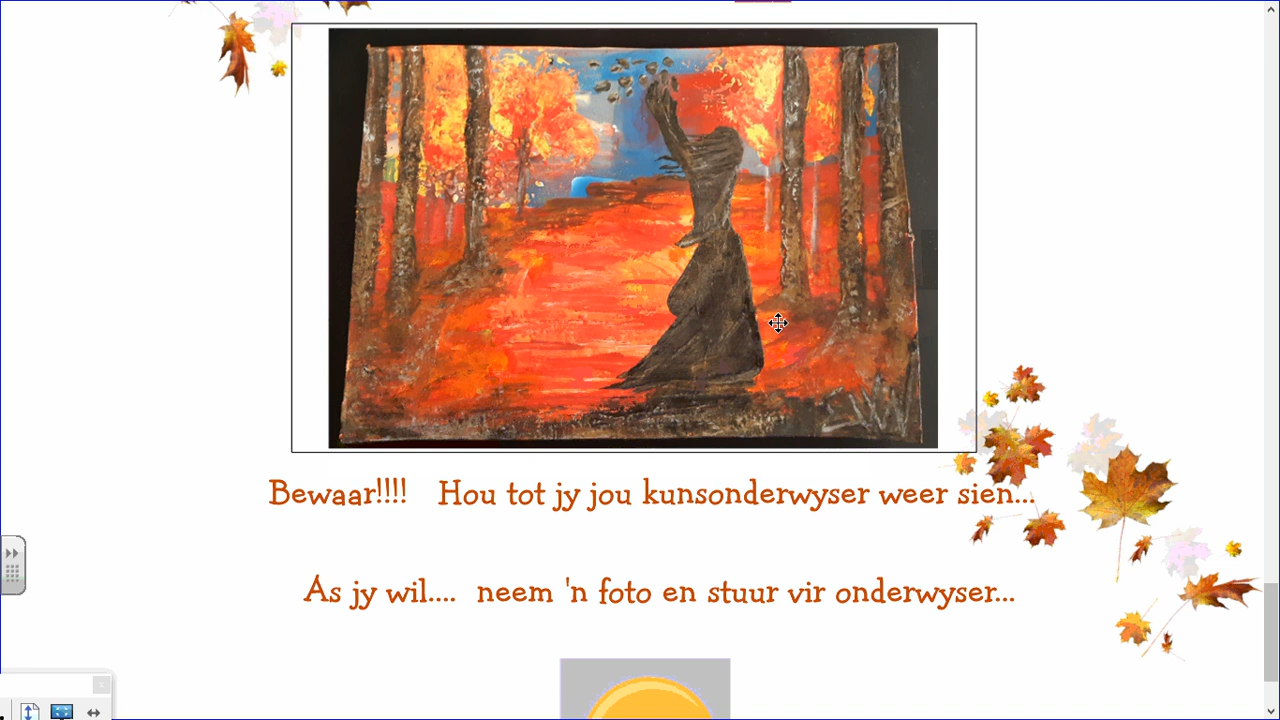 Bewaar!!!! Hou tot jy jou kunsonderwyser weer sien...
As jy wil.... neem 'n foto en stuur vir onderwyser...